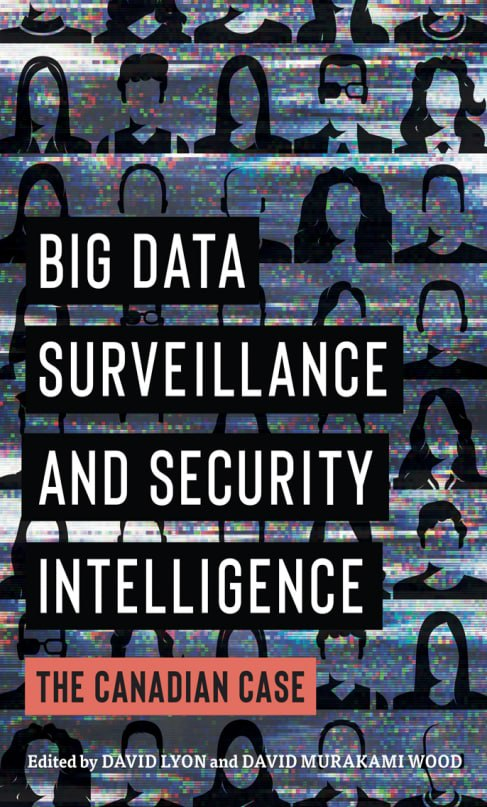 BIG DATA
SURVEILLANCE
AND SECURITY
INTELLIGENCE
THE CANADIAN CASE
Edited by DAVID LYON and DAVID MURAKAMI WOOD